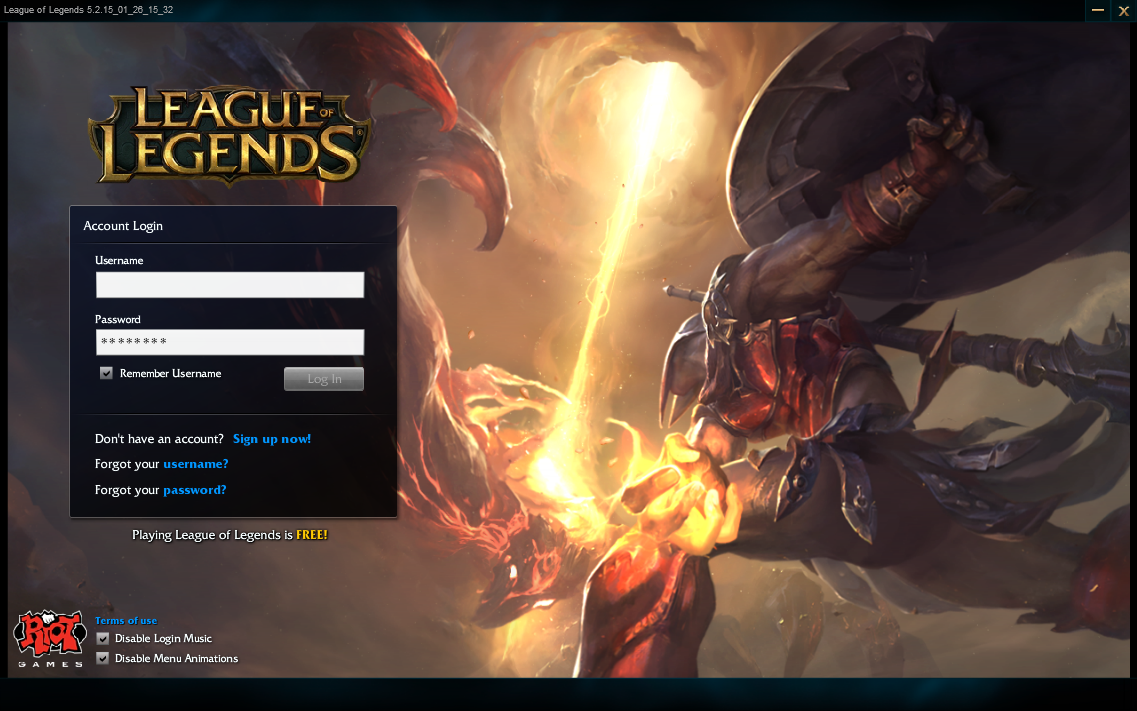 League of Legends 5.2.15_01_26_15_32
LEAGUE OF
LEGENDS®
Account Login
Username
Password
********
Remember Username
Log In
Don't have an account? Sign up now!
Forgot your username?
Forgot your password?
Playing League of Legends is FREE!
RIOT
GAMES
Terms of use
Disable Login Music
Disable Menu Animations